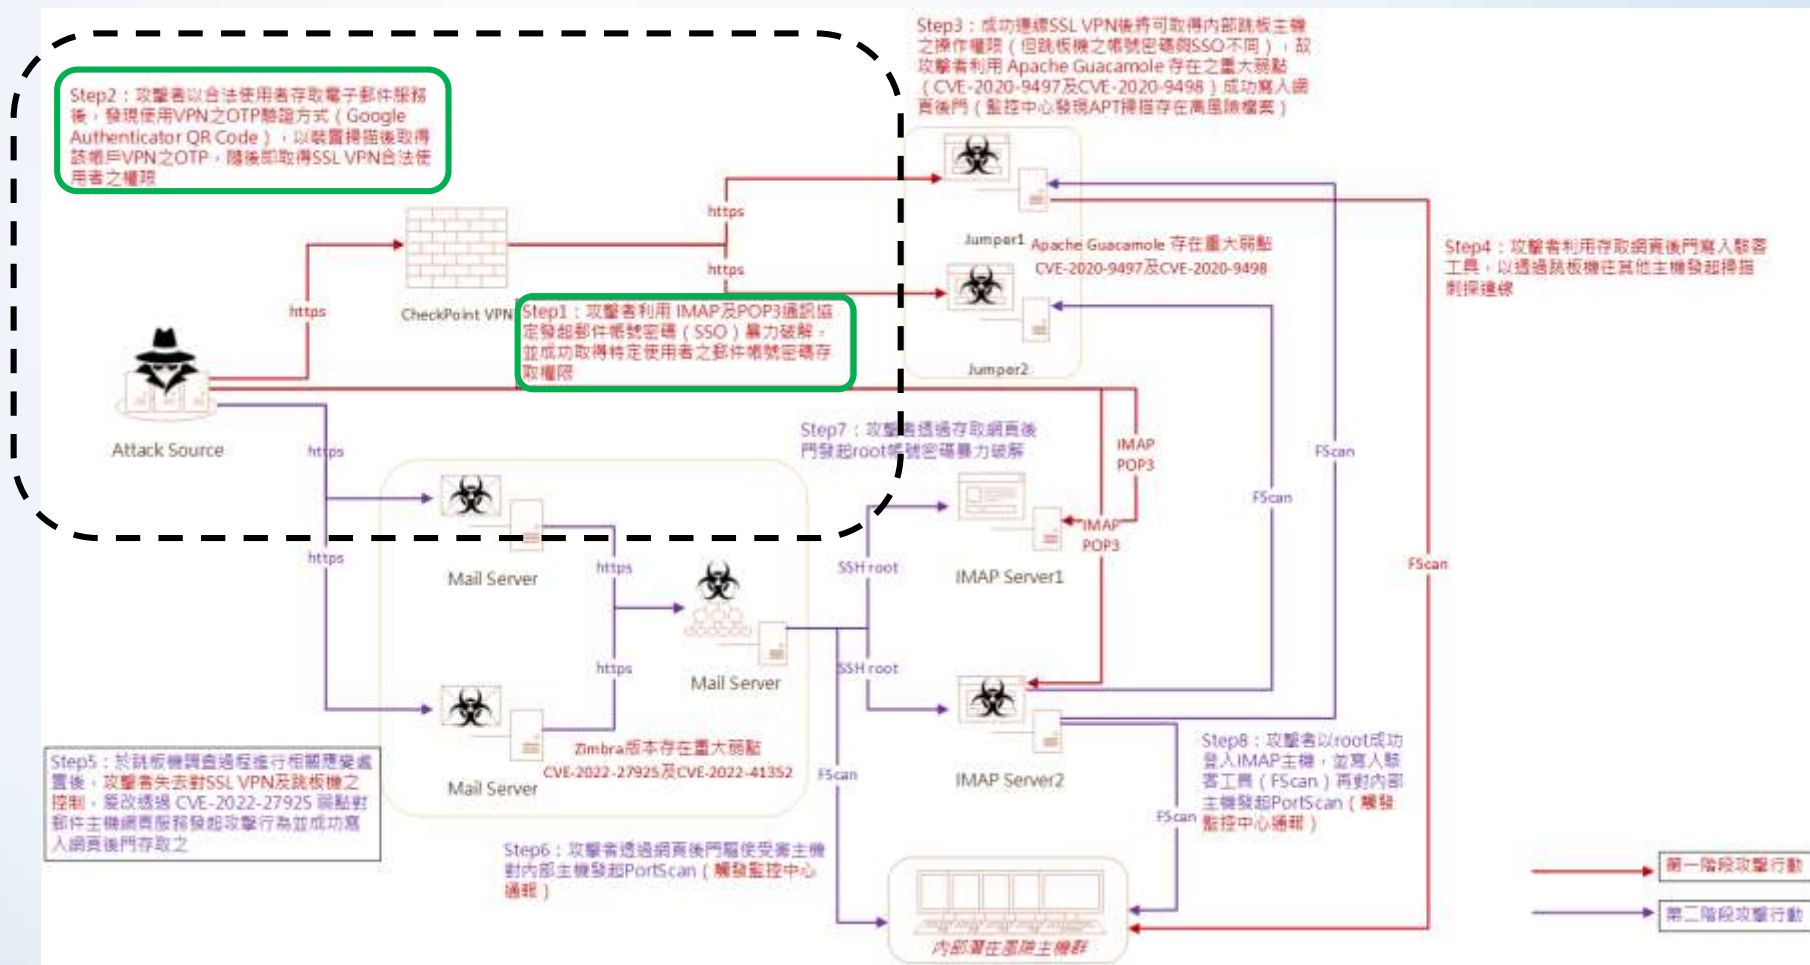 Step3：成功連線SSL VPN後將可取得內部跳板主機
之操作權限（但跳板機之帳號密碼與SSO不同），故
攻擊者利用 Apache Guacamole 存在之重大弱點
（CVE-2020-9497及CVE-2020-9498）成功寫入網
頁後門（監控中心發現APT掃描存在高風險檔案）
Step2：攻擊者以合法使用者存取電子郵件服務
後，發現使用VPN之OTP驗證方式（Google
Authenticator QR Code），以裝置掃描後取得
該帳戶VPN之OTP，隨後即取得SSL VPN合法使
用者之權限
https
Jumper1
Apache Guacamole 存在重大弱點
CVE-2020-9497及CVE-2020-9498
https
Step4：攻擊者利用存取網頁後門寫入駭客
工具，以透過跳板機在其他主機發起掃描
刺探連線
https
CheckPoint VPN
Step1：攻擊者利用 IMAP及POP3通訊協
定發起郵件帳號密碼（SSO）暴力破解，
並成功取得特定使用者之郵件帳號密碼存
取權限
Jumper2
Attack Source
https
Step7：攻擊者透過存取網頁後
門發起root帳號密碼暴力破解
IMAP
POP3
FScan
FScan
IMAP
POP3
https
Mail Server
https
SSH root
IMAP Server1
FScan
https
Mail Server
SSH root
Mail Server
Zimbra版本存在重大弱點
CVE-2022-27925及CVE-2022-41352
FScan
IMAP Server2
Step8：攻擊者以root成功
登入IMAP主機，並寫入駭
客工具（FScan）再對內部
主機發起PortScan（觸發
監控中心通報）
FScan
Step5：於跳板機調查過程進行相關應變處
置後，攻擊者失去對SSL VPN及跳板機之
控制，爰改透過 CVE-2022-27925 弱點對
郵件主機網頁服務發起攻擊行為並成功寫
入網頁後門存取之
Step6：攻擊者透過網頁後門驅使受害主機
對內部主機發起PortScan（觸發監控中心
通報）
內部潛在風險主機群
第一階段攻擊行動
第二階段攻擊行動